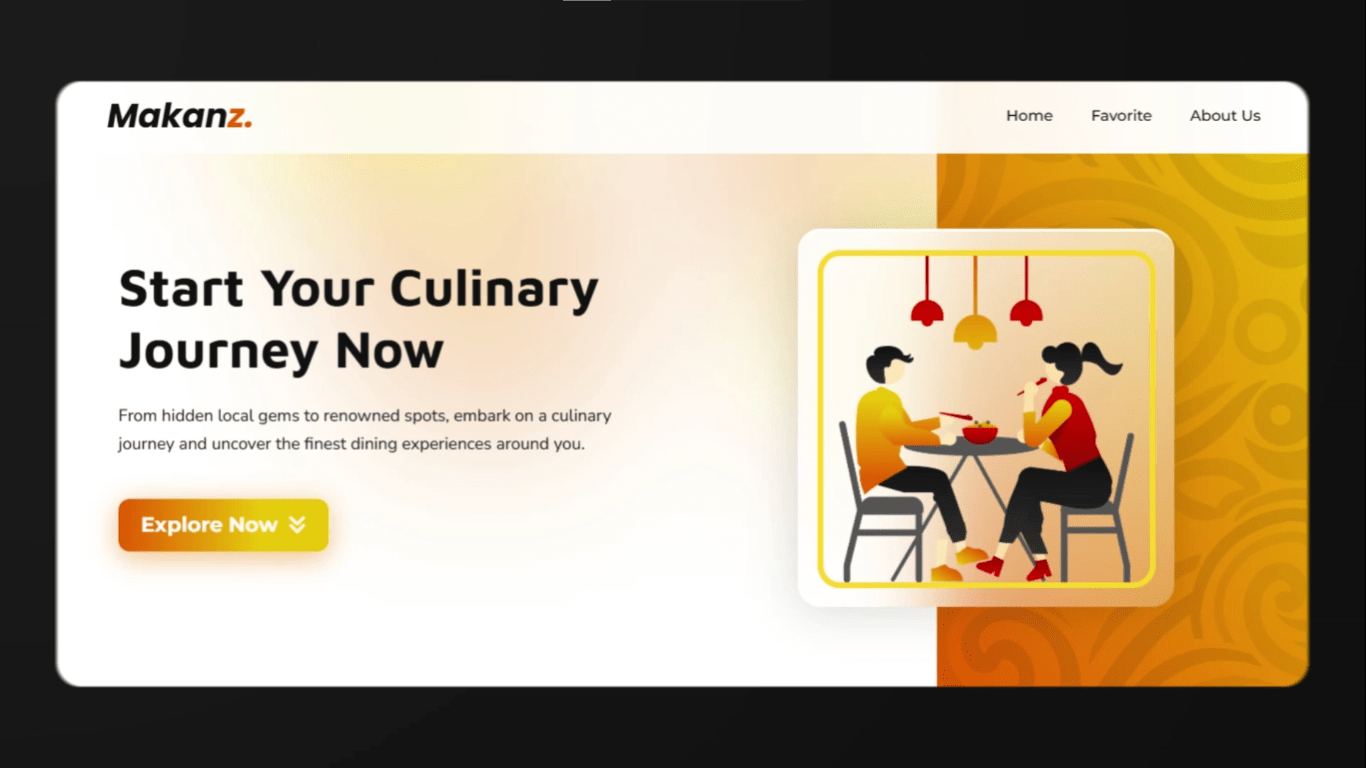 Makanz.
Home
Favorite
About Us
Start Your Culinary
Journey Now
From hidden local gems to renowned spots, embark on a culinary
journey and uncover the finest dining experiences around you.
Explore Now